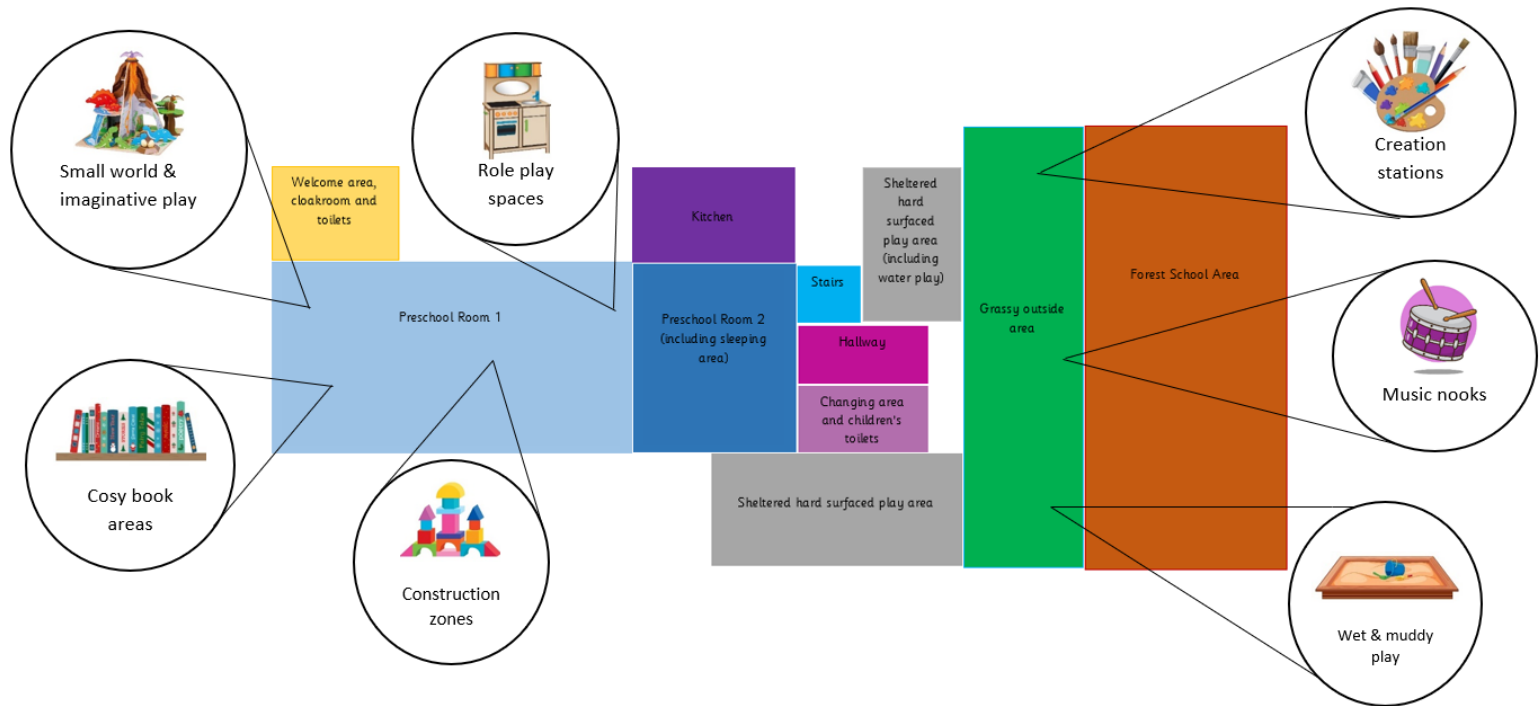 Small world &
imaginative play
Role play
spaces
Creation
stations
Welcome area,
cloakroom and
toilets
Kitchen
Sheltered
hard
surfaced
play area
(including
water play)
Stairs
Forest School Area
Preschool Room 1
Preschool Room 2
(including sleeping
area)
Grassy outside
area
Hallway
Changing area
and children's
toilets
Music nooks
Cosy book
areas
Sheltered hard surfaced play area
Construction
zones
Wet & muddy
play